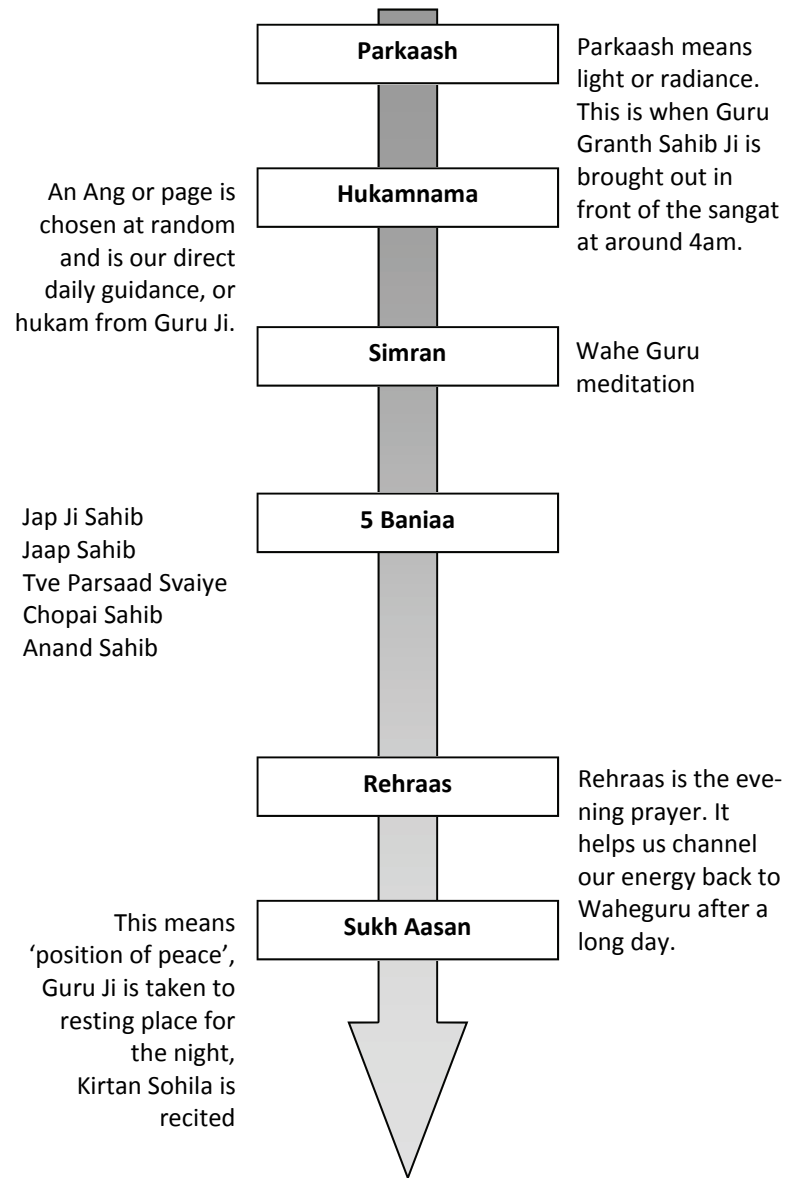 Parkaash
Parkaash means
light or radiance.
This is when Guru
Granth Sahib Ji is
brought out in
front of the sangat
at around 4am.
Hukamnama
An Ang or page is
chosen at random
and is our direct
daily guidance, or
hukam from Guru Ji.
Simran
Wahe Guru
meditation
5 Baniaa
Jap Ji Sahib
Jaap Sahib
Tve Parsaad Svaiye
Chopai Sahib
Anand Sahib
Rehraas
Rehraas is the eve-
ning prayer. It
helps us channel
our energy back to
Waheguru after a
long day.
Sukh Aasan
This means
‘position of peace’,
Guru Ji is taken to
resting place for
the night,
Kirtan Sohila is
recited